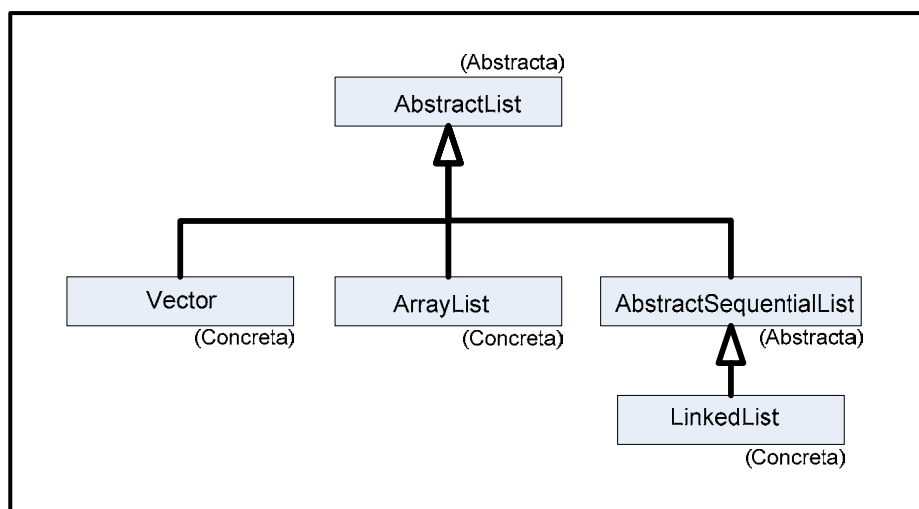 (Abstracta)
AbstractList
Vector
ArrayList
AbstractSequentialList
(Concreta)
(Concreta)
(Abstracta)
LinkedList
(Concreta)